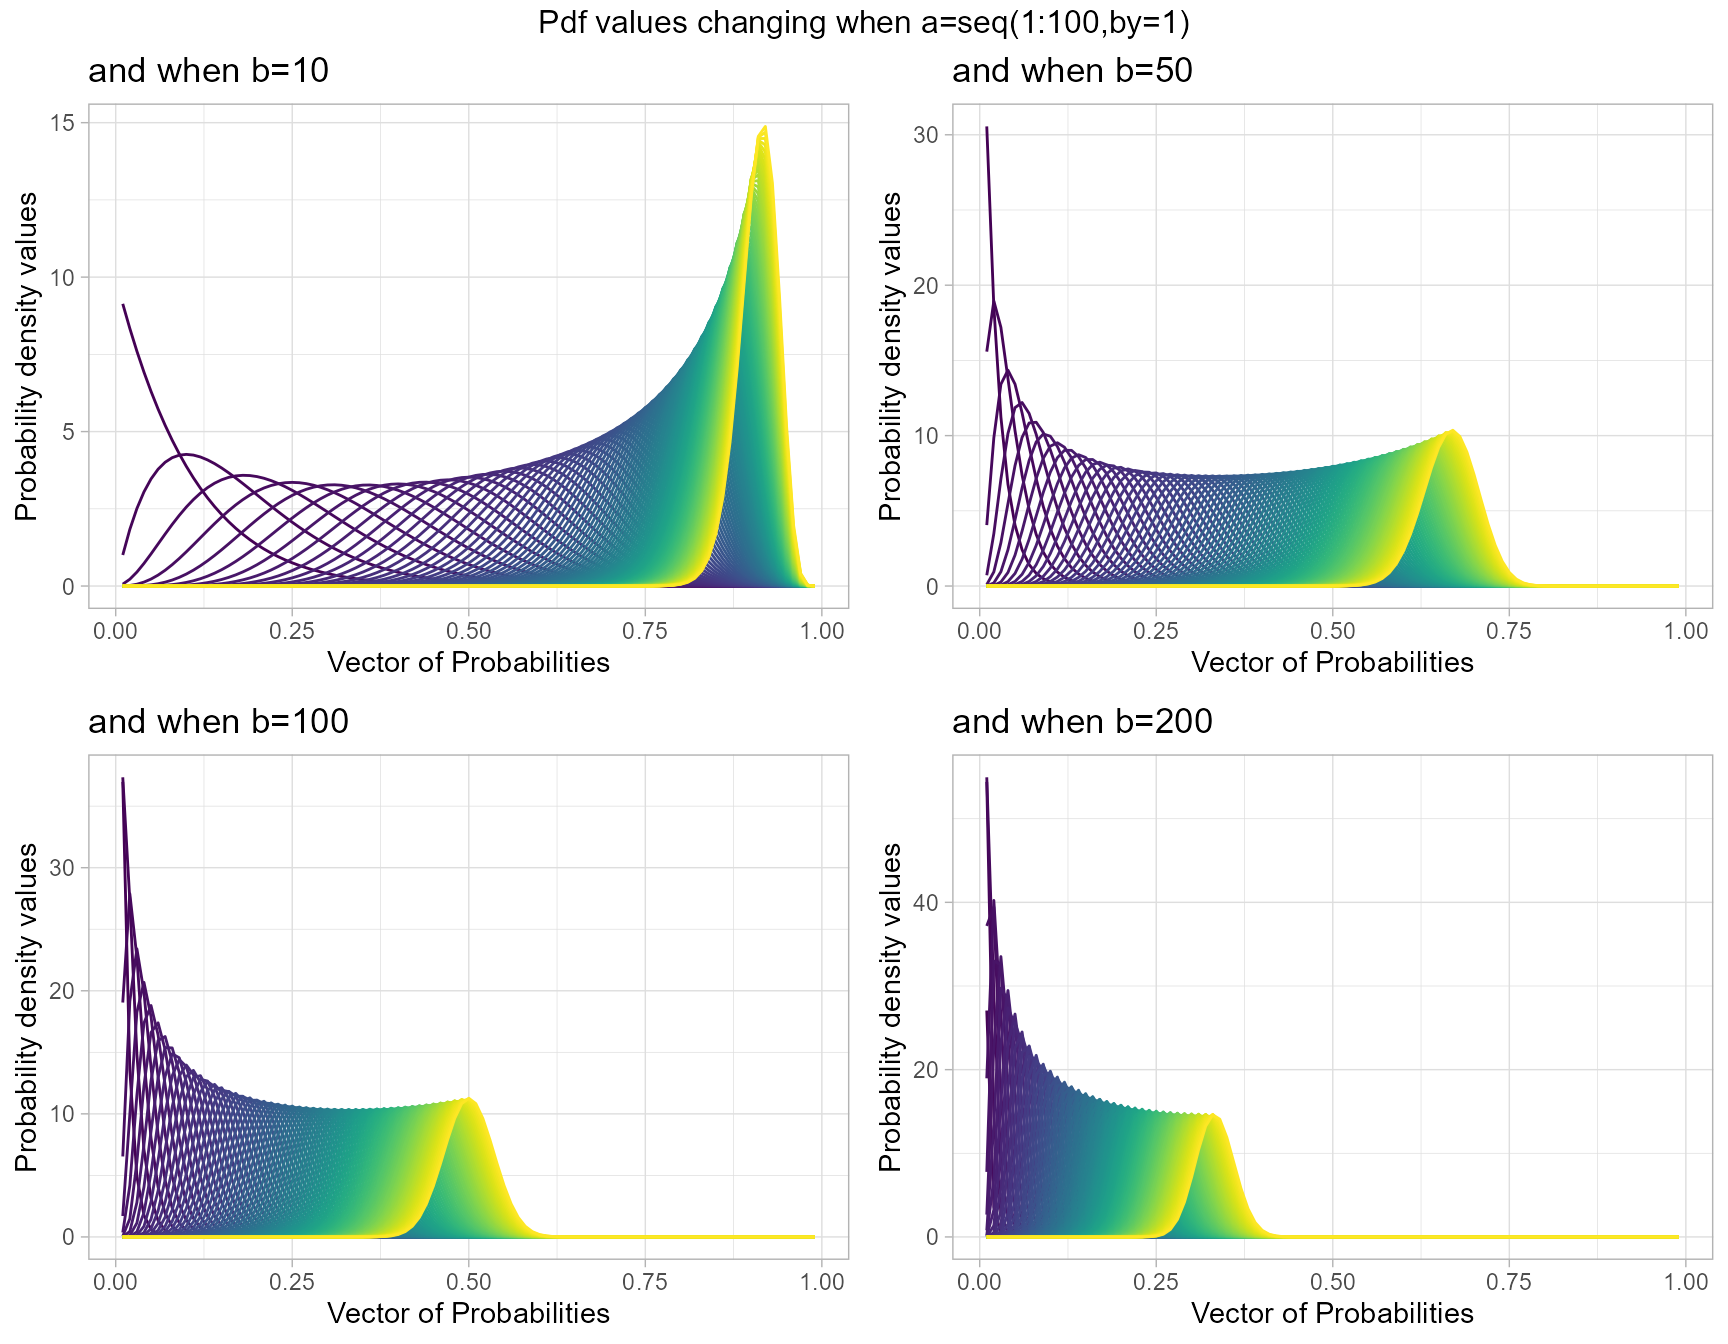 Pdf values changing when a=seq(1:100,by=1)
and when b=10
Probability density values
15
10
5
0
0.00 0.25 0.50 0.75 1.00
Vector of Probabilities
and when b=50
Probability density values
30
20
10
0
0.00 0.25 0.50 0.75 1.00
Vector of Probabilities
and when b=100
Probability density values
30
20
10
0
0.00 0.25 0.50 0.75 1.00
Vector of Probabilities
and when b=200
Probability density values
40
20
0
0.00 0.25 0.50 0.75 1.00
Vector of Probabilities